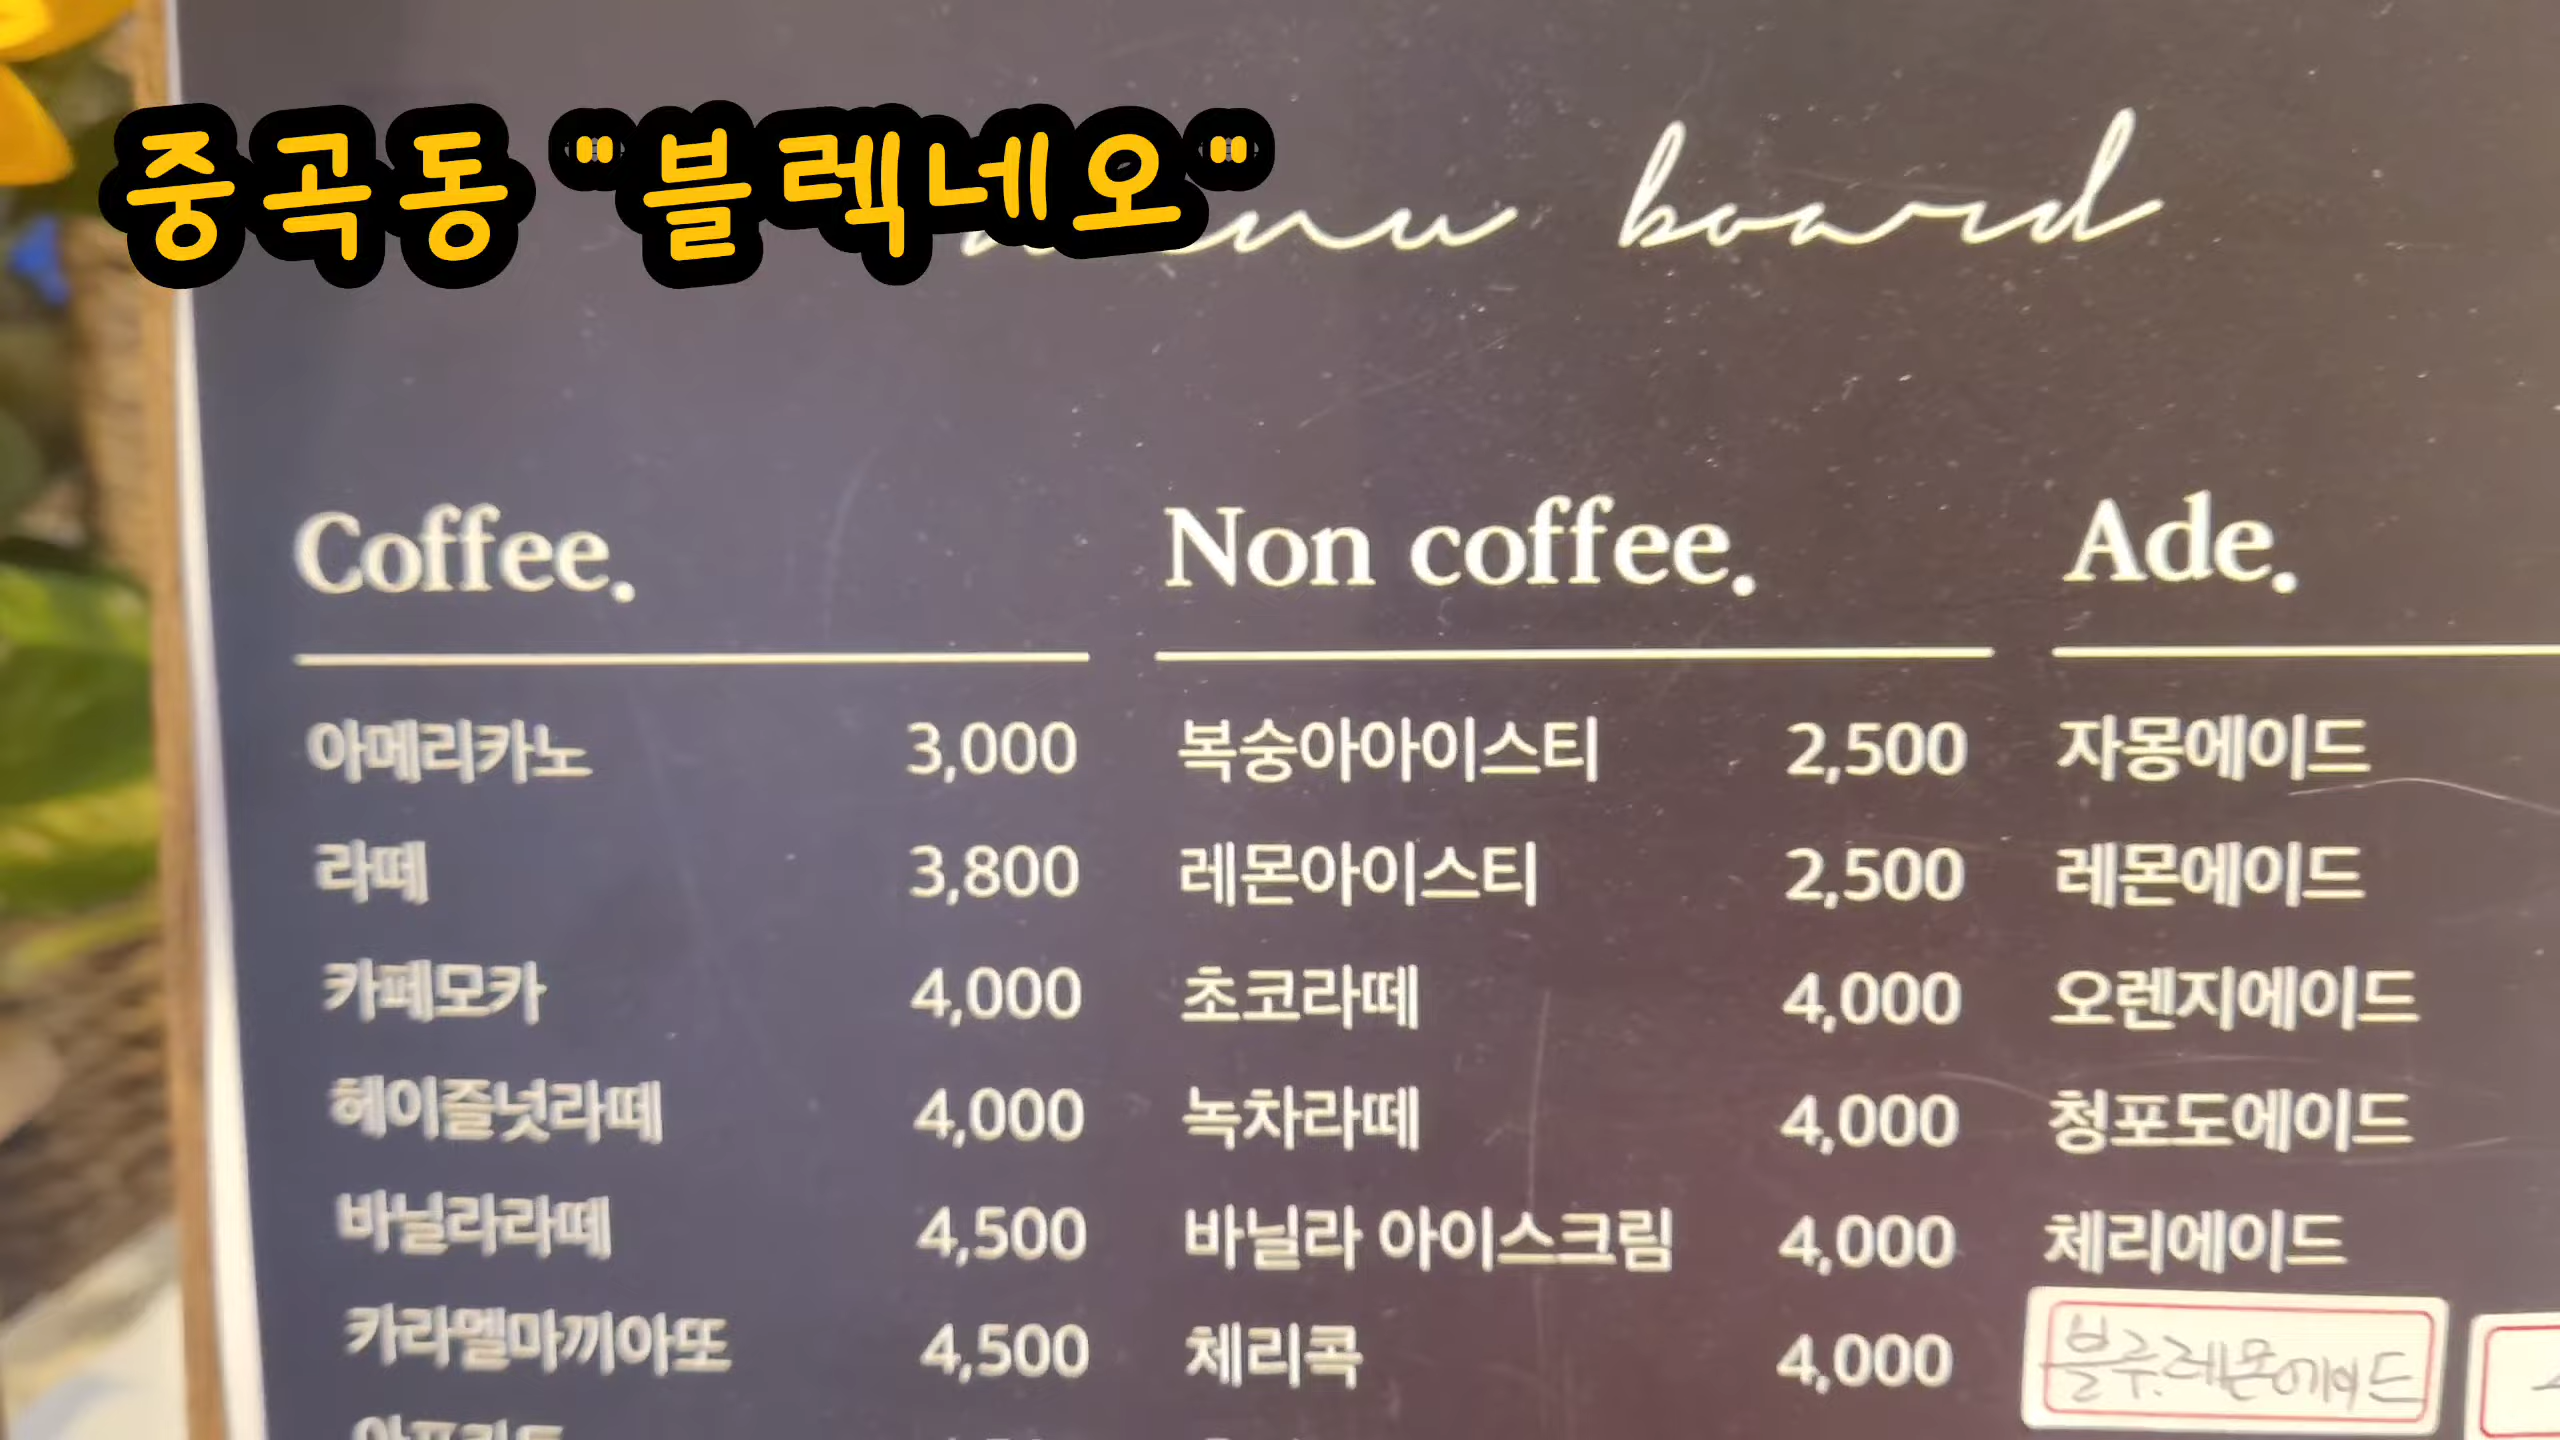 중곡동 "블렉네오"
menu board
Coffee.
아메리카노 3,000
라떼 3,800
카페모카 4,000
헤이즐넛라떼 4,000
바닐라라떼 4,500
카라멜마끼아또 4,500
Non coffee.
복숭아아이스티 2,500
레몬아이스티 2,500
초코라떼 4,000
녹차라떼 4,000
바닐라 아이스크림 4,000
체리콕 4,000
Ade.
자몽에이드
레몬에이드
오렌지에이드
청포도에이드
체리에이드
블루레몬에이드